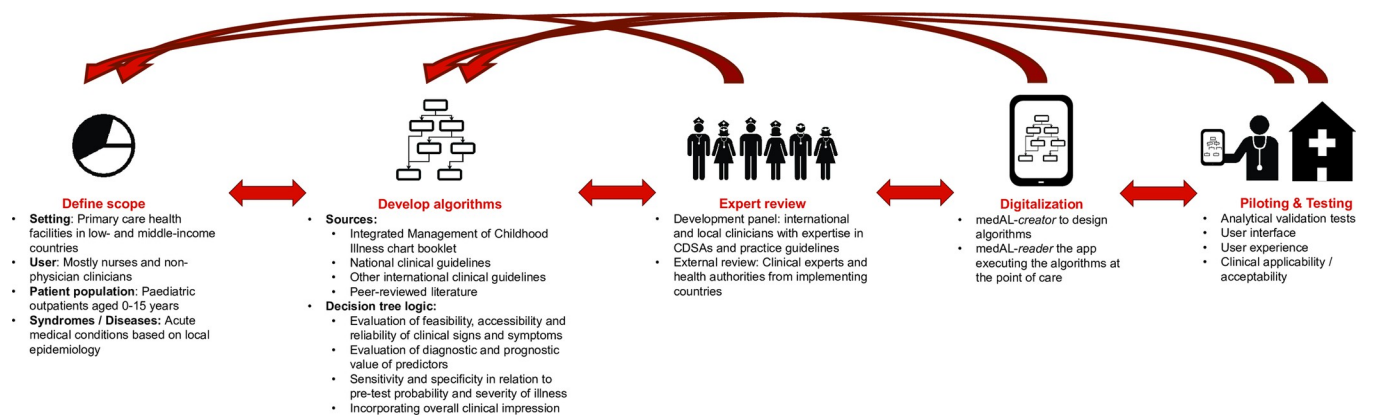 Define scope
• Setting: Primary care health
facilities in low- and middle-income
countries
• User: Mostly nurses and non-
physician clinicians
• Patient population: Paediatric
outpatients aged 0-15 years
• Syndromes / Diseases: Acute
medical conditions based on local
epidemiology
Develop algorithms
• Sources:
• Integrated Management of Childhood
Illness chart booklet
• National clinical guidelines
• Other international clinical guidelines
• Peer-reviewed literature
• Decision tree logic:
• Evaluation of feasibility, accessibility and
reliability of clinical signs and symptoms
• Evaluation of diagnostic and prognostic
value of predictors
• Sensitivity and specificity in relation to
pre-test probability and severity of illness
• Incorporating overall clinical impression
Expert review
• Development panel: international
and local clinicians with expertise in
CDSAs and practice guidelines
• External review: Clinical experts and
health authorities from implementing
countries
Digitalization
• medAL-creator to design
algorithms
• medAL-reader the app
executing the algorithms at
the point of care
Piloting & Testing
• Analytical validation tests
• User interface
• User experience
• Clinical applicability /
acceptability